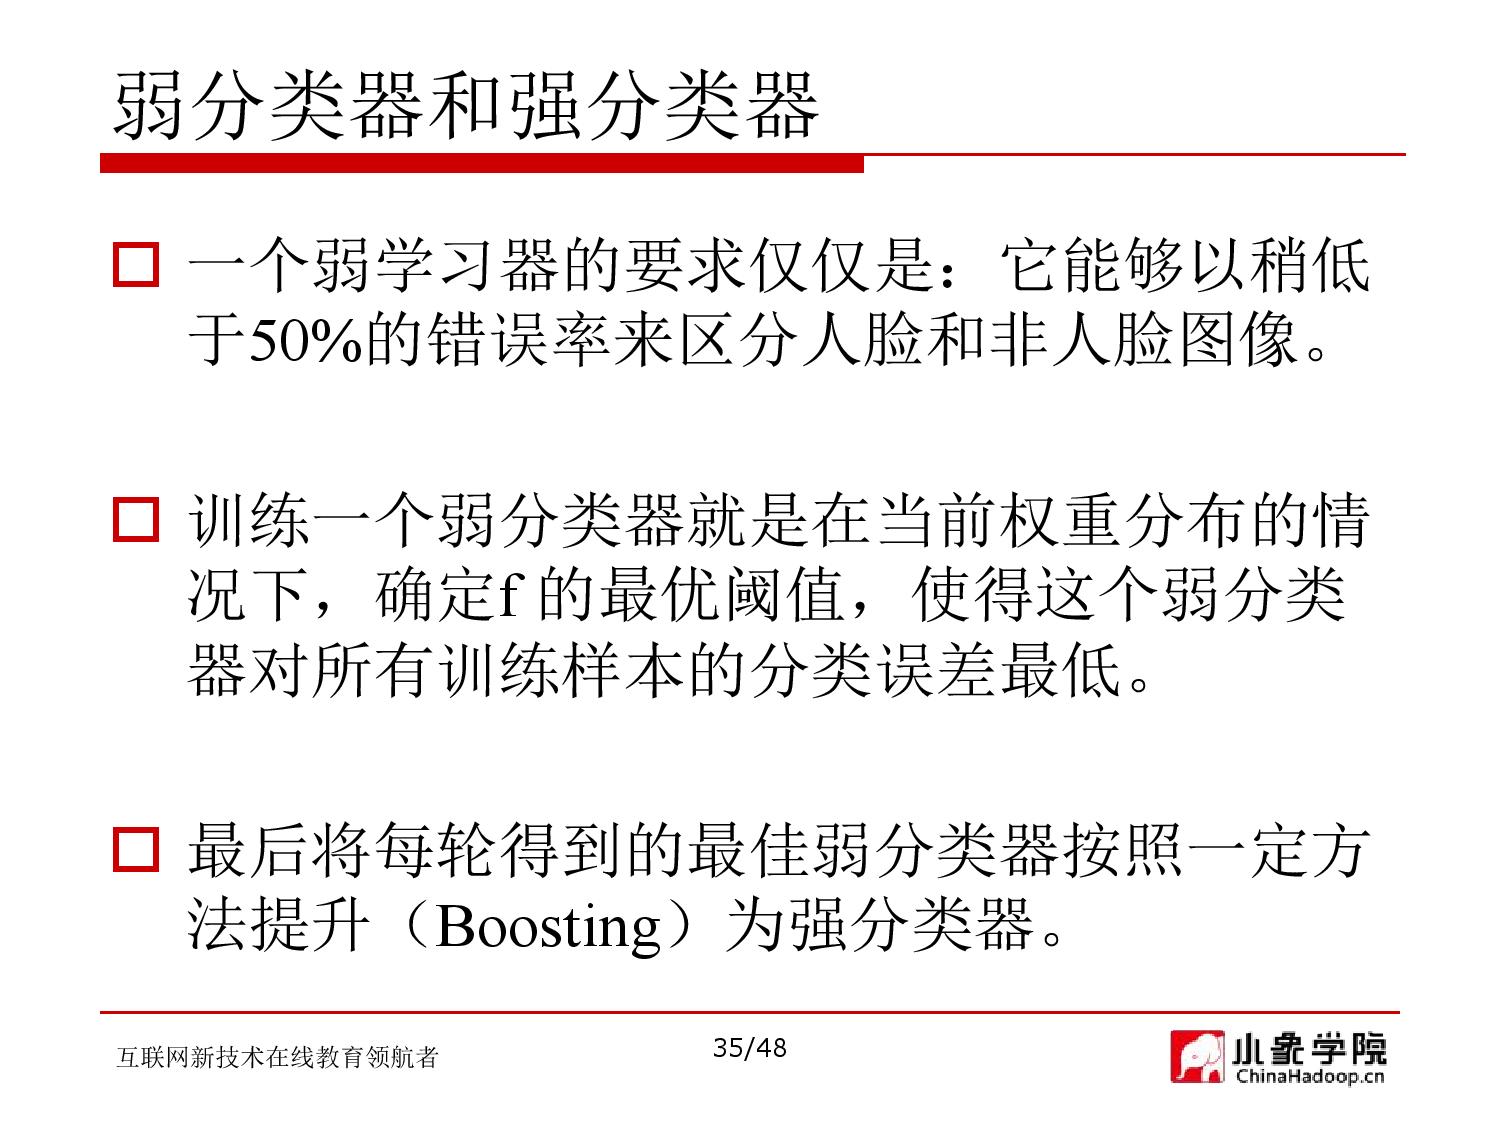 弱分类器和强分类器
一个弱学习器的要求仅仅是：它能够以稍低
于50%的错误率来区分人脸和非人脸图像。
训练一个弱分类器就是在当前权重分布的情
况下，确定f 的最优阈值，使得这个弱分类
器对所有训练样本的分类误差最低。
最后将每轮得到的最佳弱分类器按照一定方
法提升（Boosting）为强分类器。
互联网新技术在线教育领航者
35/48
小象学院
ChinaHadoop.cn